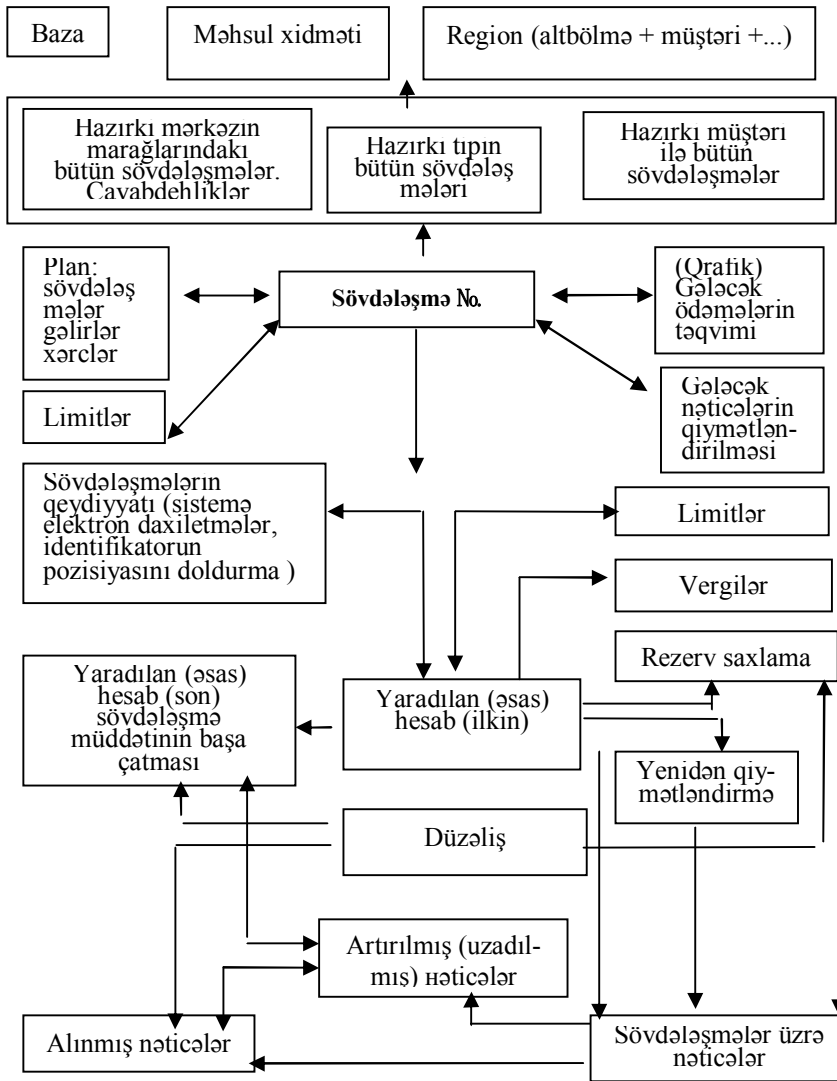 Baza
Məhsul xidməti
Region (altbölmə + müştəri +...)
Hazırkı mərkəzin
marağlarındakı
bütün sövdələşmələr.
Cavabdehliklər
Hazırkı tipin
bütün sövdələş
mələri
Hazırkı müştəri
ilə bütün
sövdələşmələr
Plan:
sövdələş
mələr
gəlirlər
xərclər
Sövdələşmə №.
(Qrafik)
Gələcək
ödəmələrin
təqvimi
Limitlər
Gələcək
nəticələrin
qiymətlən-
dirilməsi
Sövdələşmələrin
qeydiyyatı (sistemə
elektron daxiletmələr,
identifikatorun
pozisiyasını doldurma )
Limitlər
Vergilər
Rezerv saxlama
Yaradılan (əsas)
hesab (son)
sövdələşmə
müddətinin başa
çatması
Yaradılan (əsas)
hesab (ilkin)
Yenidən qiy-
mətləndirmə
Düzəliş
Artırılmış (uzadıl-
mış) нəticələr
Alınmış nəticələr
Sövdələşmələr üzrə
nəticələr